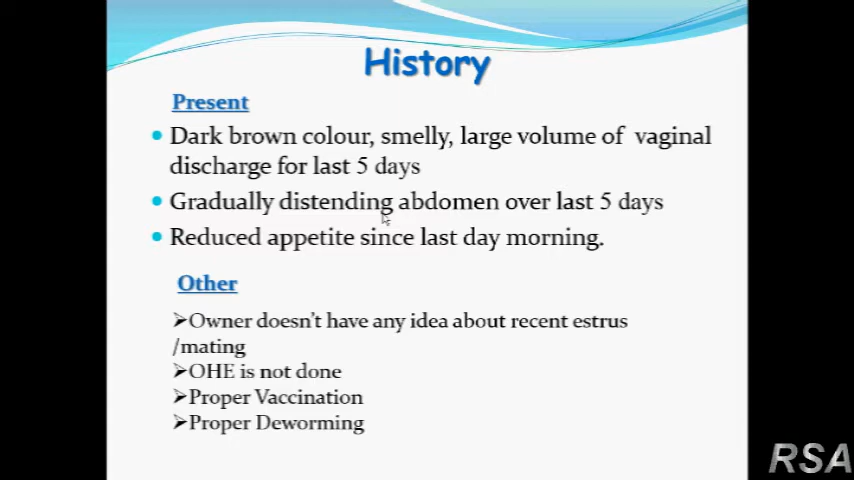 History
Present
• Dark brown colour, smelly, large volume of vaginal
discharge for last 5 days
• Gradually distending abdomen over last 5 days
• Reduced appetite since last day morning.
Other
➢Owner doesn't have any idea about recent estrus
/mating
➢OHE is not done
➢Proper Vaccination
➢Proper Deworming
RSA